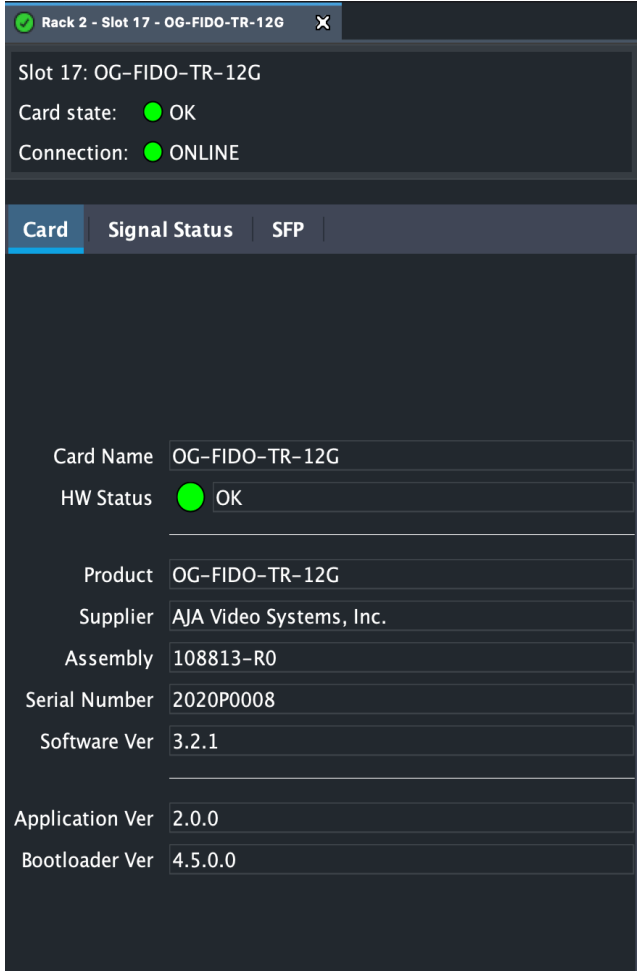 Rack 2 - Slot 17 - OG-FIDO-TR-12G X
Slot 17: OG-FIDO-TR-12G
Card state: OK
Connection: ONLINE
Card Signal Status SFP
Card Name OG-FIDO-TR-12G
HW Status OK
Product OG-FIDO-TR-12G
Supplier AJA Video Systems, Inc.
Assembly 108813-R0
Serial Number 2020P0008
Software Ver 3.2.1
Application Ver 2.0.0
Bootloader Ver 4.5.0.0